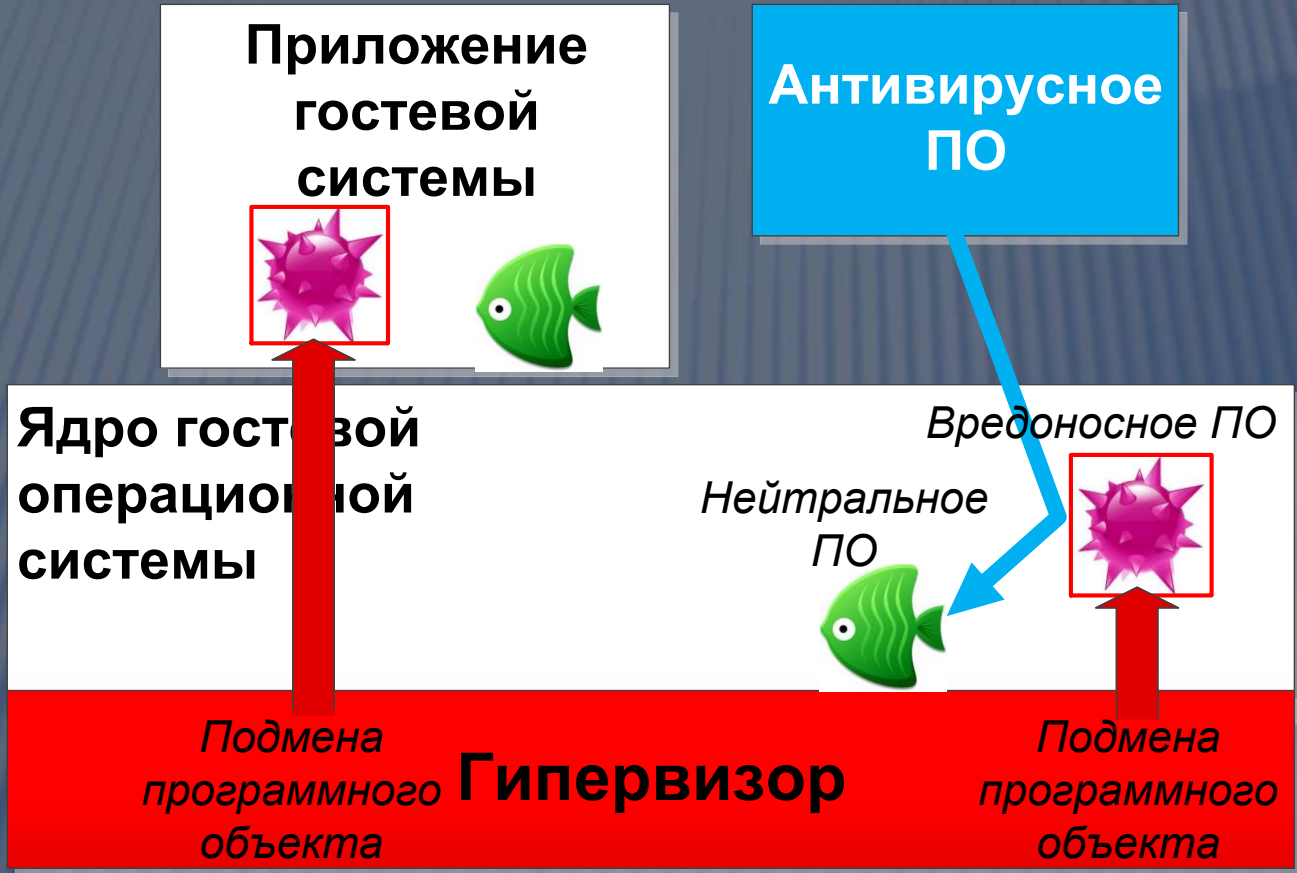 Приложение
гостевой
системы
Антивирусное
ПО
Ядро гостевой
операционной
системы
Вредоносное ПО
Нейтральное
ПО
Подмена
программного
объекта
Гипервизор
Подмена
программного
объекта